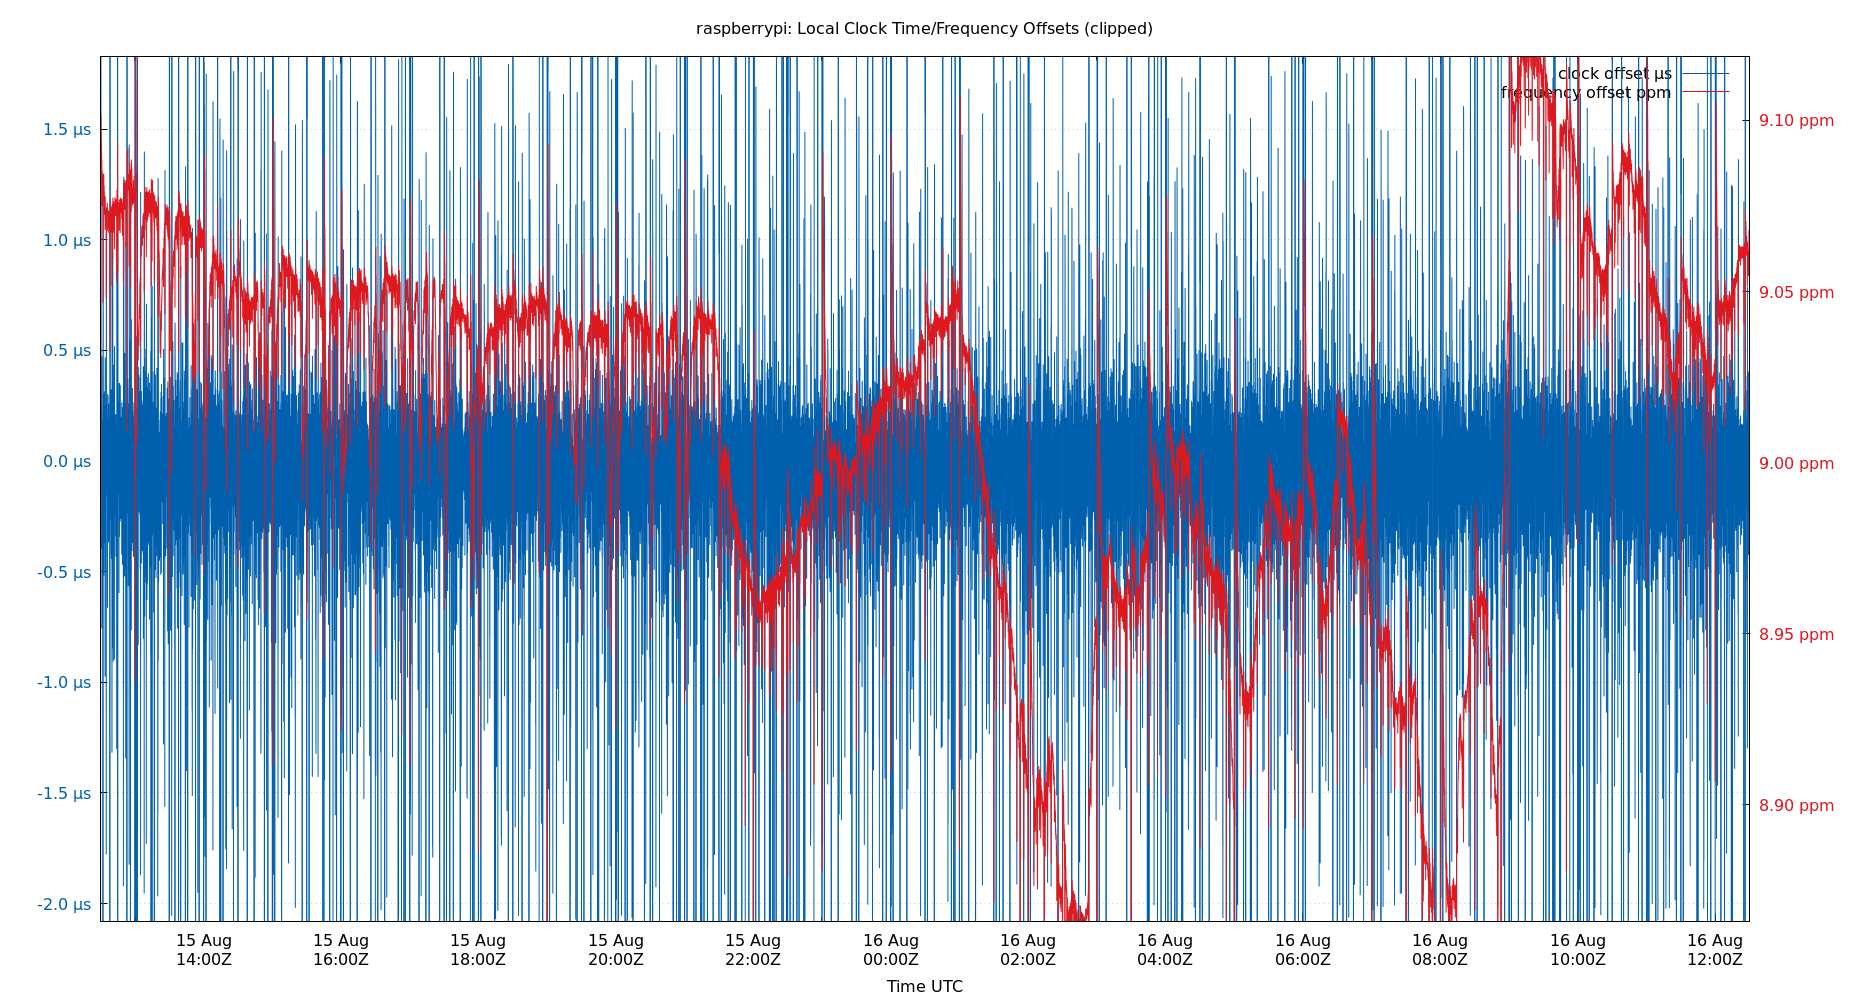 raspberrypi: Local Clock Time/Frequency Offsets (clipped)
clock offset µs
frequency offset ppm
1.5 µs
1.0 µs
0.5 µs
0.0 µs
-0.5 µs
-1.0 µs
-1.5 µs
-2.0 µs
9.10 ppm
9.05 ppm
9.00 ppm
8.95 ppm
8.90 ppm
15 Aug 15 Aug 15 Aug 15 Aug 15 Aug 16 Aug 16 Aug 16 Aug 16 Aug 16 Aug 16 Aug 16 Aug
14:00Z 16:00Z 18:00Z 20:00Z 22:00Z 00:00Z 02:00Z 04:00Z 06:00Z 08:00Z 10:00Z 12:00Z
Time UTC